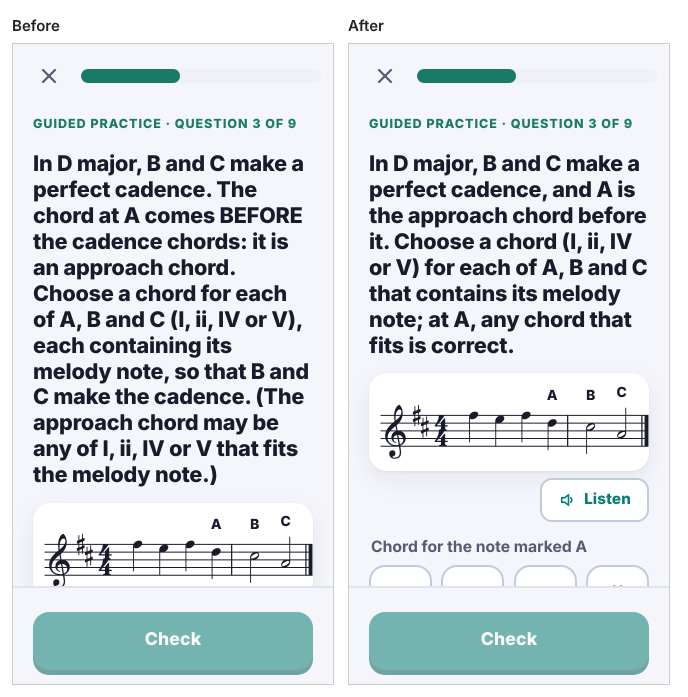 Before
GUIDED PRACTICE · QUESTION 3 OF 9
In D major, B and C make a
perfect cadence. The
chord at A comes BEFORE
the cadence chords: it is
an approach chord.
Choose a chord for each
of A, B and C (I, ii, IV or V),
each containing its
melody note, so that B and
C make the cadence. (The
approach chord may be
any of I, ii, IV or V that fits
the melody note.)
A B C
4
4
Check
After
GUIDED PRACTICE · QUESTION 3 OF 9
In D major, B and C make a
perfect cadence, and A is
the approach chord before
it. Choose a chord (I, ii, IV
or V) for each of A, B and C
that contains its melody
note; at A, any chord that
fits is correct.
A B C
4
4
Listen
Chord for the note marked A
Check